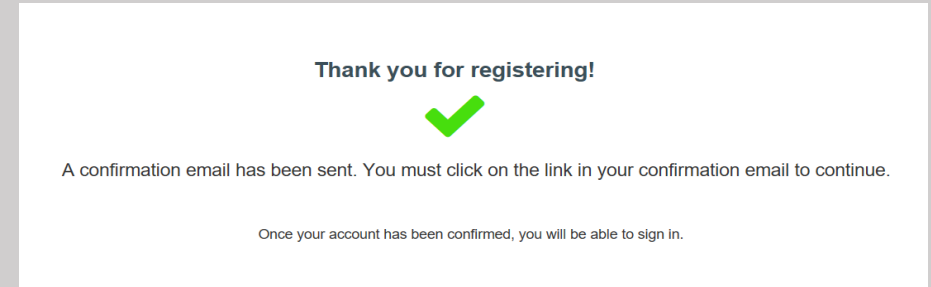 Thank you for registering!
A confirmation email has been sent. You must click on the link in your confirmation email to continue.
Once your account has been confirmed, you will be able to sign in.